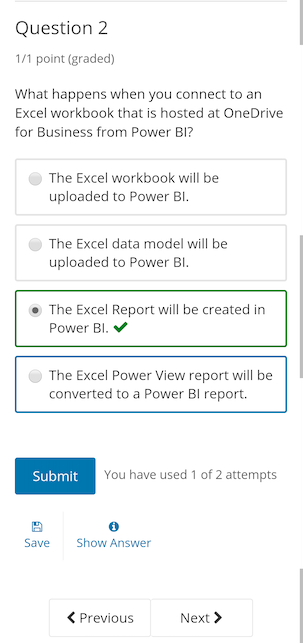 Question 2
1/1 point (graded)
What happens when you connect to an
Excel workbook that is hosted at OneDrive
for Business from Power BI?
The Excel workbook will be
uploaded to Power BI.
The Excel data model will be
uploaded to Power BI.
The Excel Report will be created in
Power BI.
The Excel Power View report will be
converted to a Power BI report.
Submit You have used 1 of 2 attempts
Save Show Answer
Previous Next